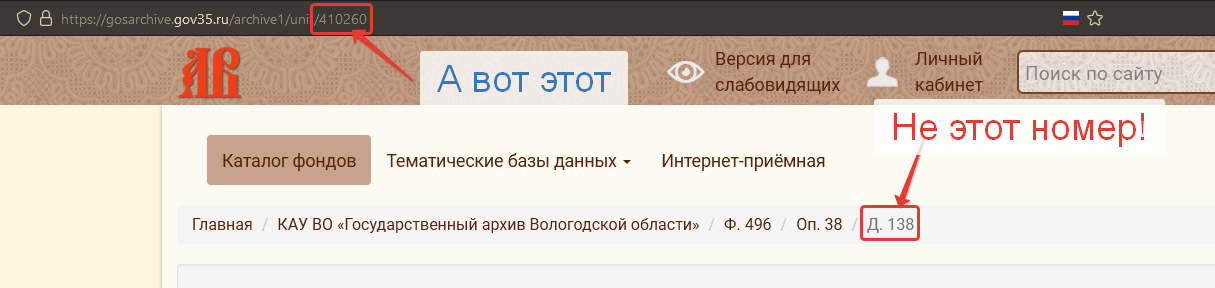 https://gosarchive.gov35.ru/archive1/unit/410260
А вот этот
Версия для
слабовидящих
Личный
кабинет
Поиск по сайту
Не этот номер!
Каталог фондов
Тематические базы данных
Интернет-приёмная
Главная / КАУ ВО «Государственный архив Вологодской области» / Ф. 496 / Оп. 38 / Д. 138